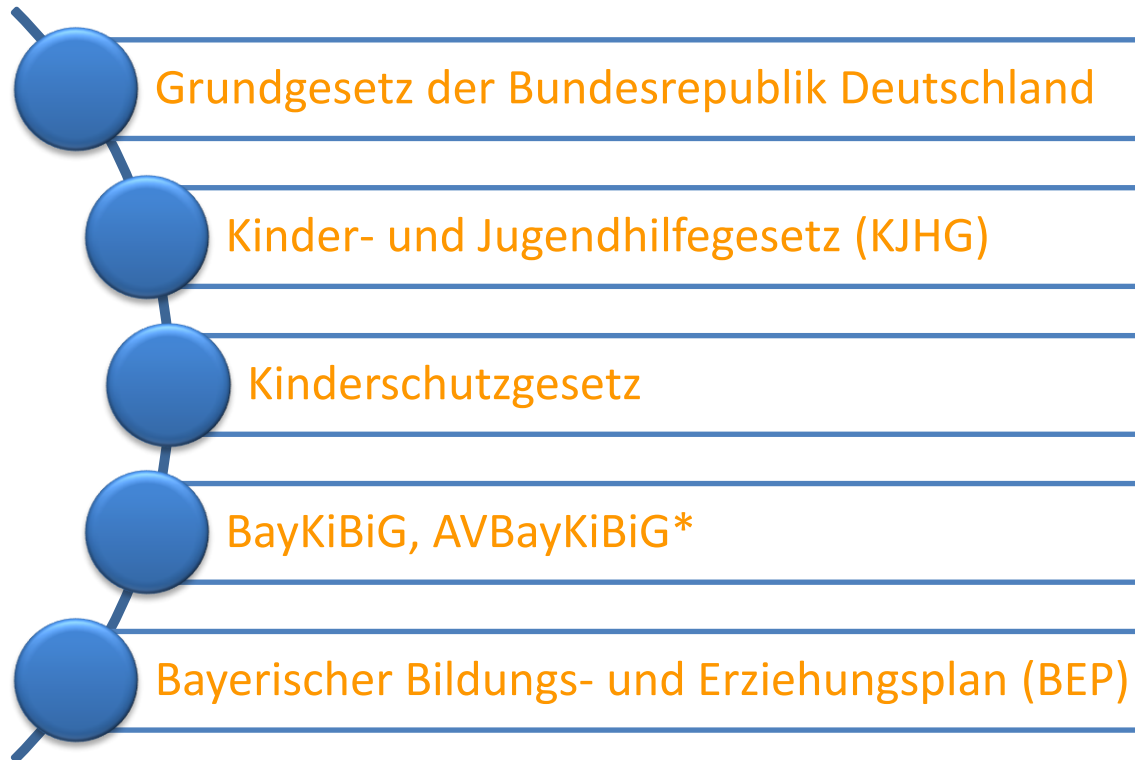 Grundgesetz der Bundesrepublik Deutschland
Kinder- und Jugendhilfegesetz (KJHG)
Kinderschutzgesetz
BayKiBiG, AVBayKiBiG*
Bayerischer Bildungs- und Erziehungsplan (BEP)